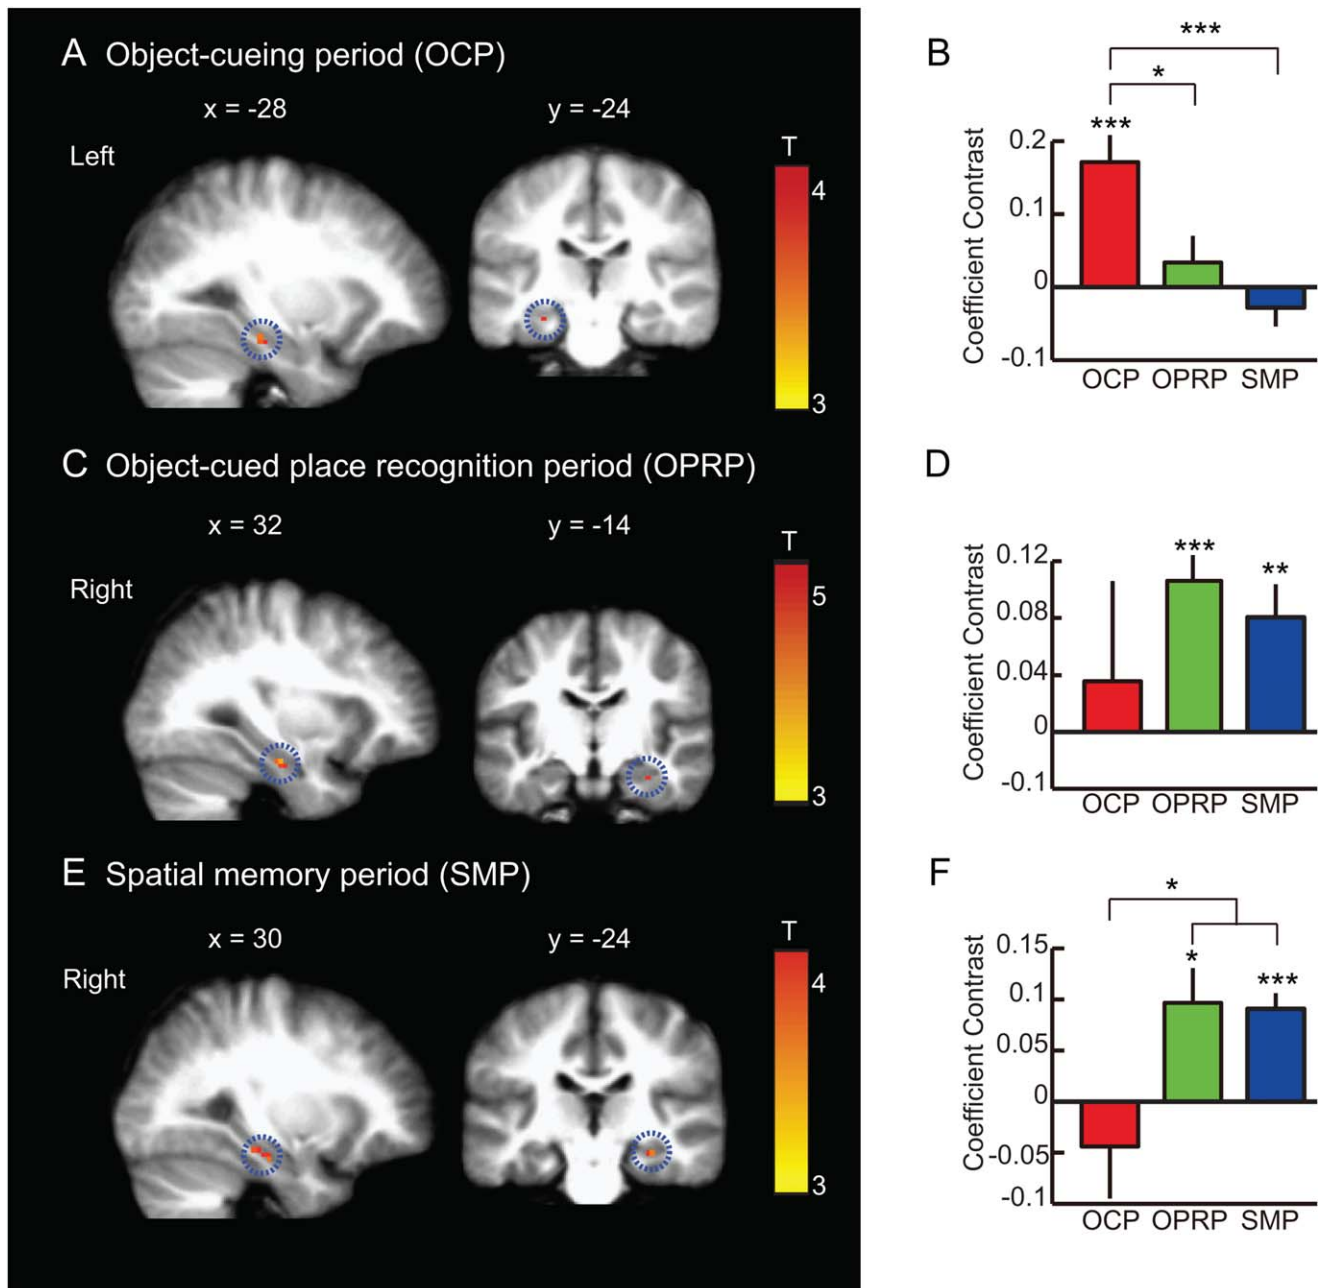 A Object-cueing period (OCP)
x = -28
y = -24
Left
T
4
3
B
***
*
***
Coefficient Contrast
0.2
0.1
0
-0.1
OCP OPRP SMP
C Object-cued place recognition period (OPRP)
x = 32
y = -14
Right
T
5
3
D
***
**
Coefficient Contrast
0.12
0.08
0.04
0
-0.1
OCP OPRP SMP
E Spatial memory period (SMP)
x = 30
y = -24
Right
T
4
3
F
*
*
***
Coefficient Contrast
0.15
0.1
0.05
0
-0.05
-0.1
OCP OPRP SMP